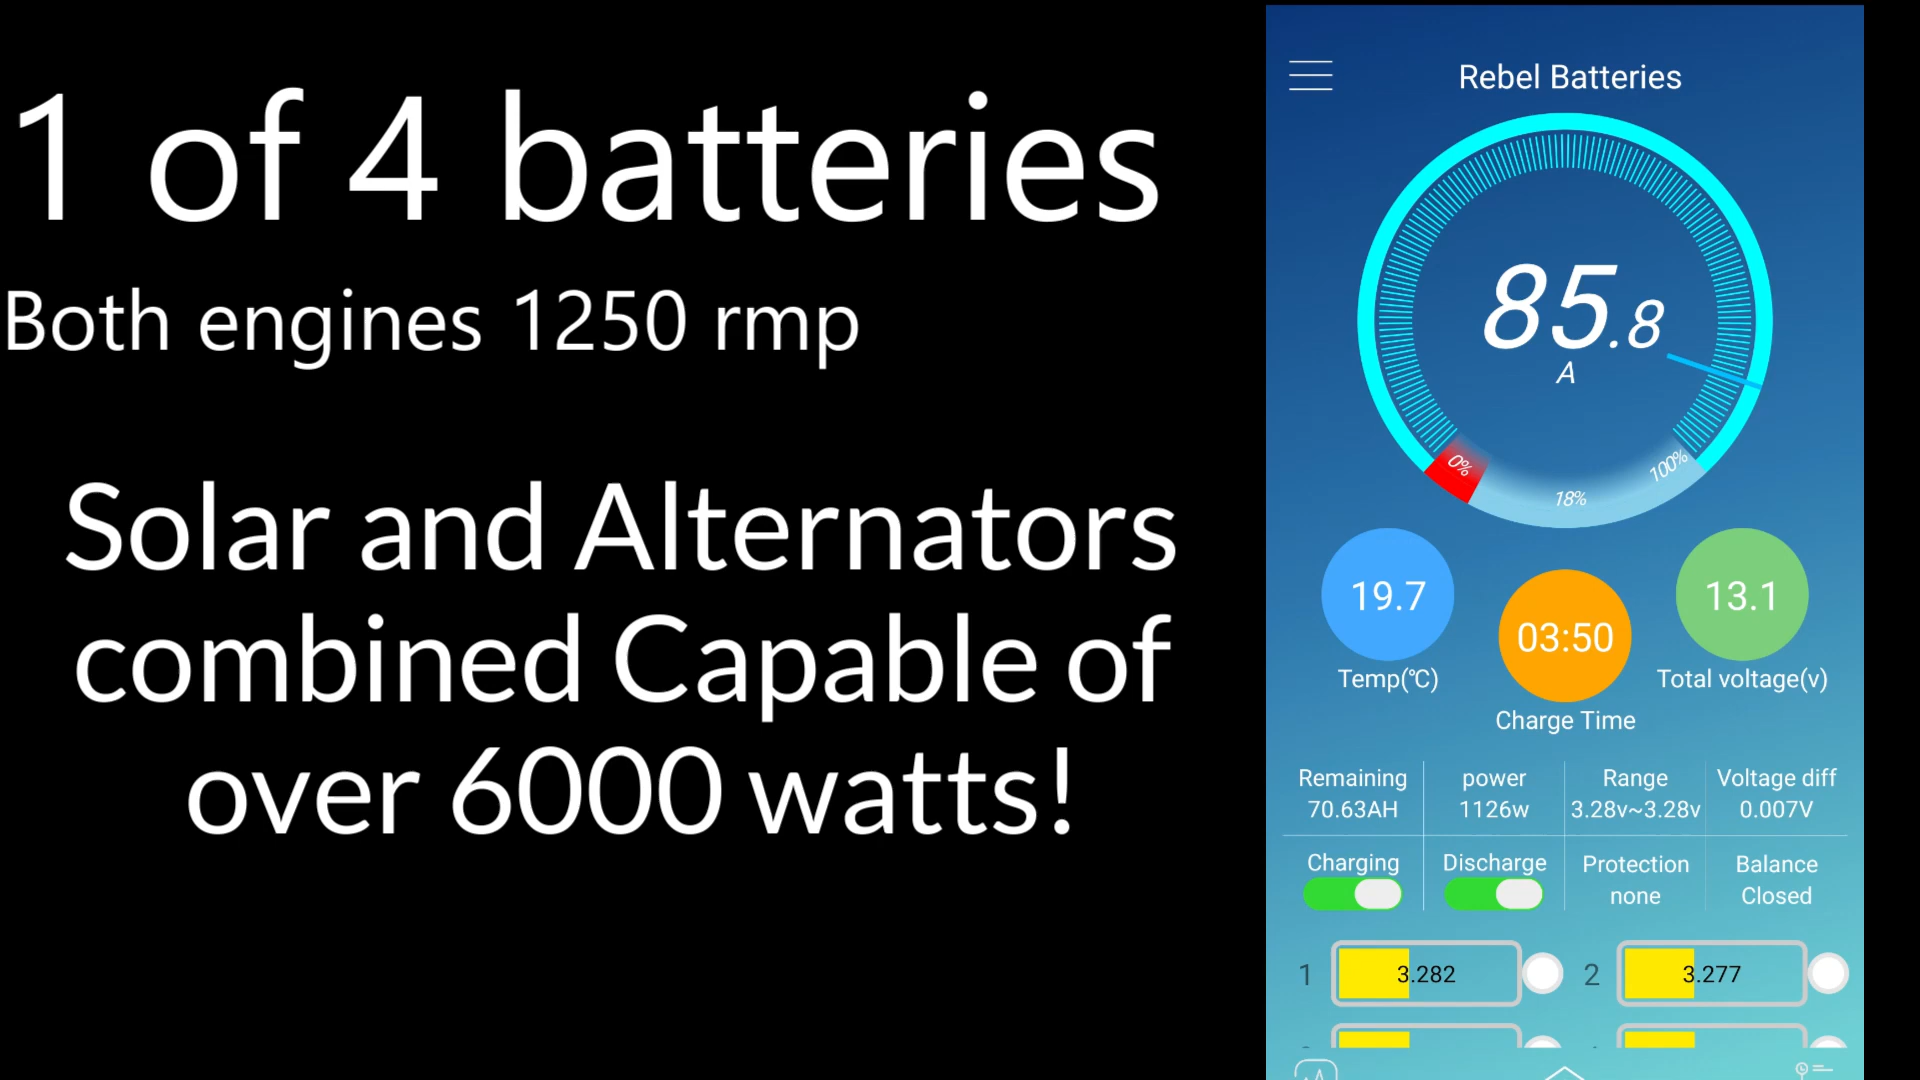 1 of 4 batteries
Both engines 1250 rmp
Solar and Alternators
combined Capable of
over 6000 watts!
Rebel Batteries
85.8
A
0%
18%
100%
19.7
03:50
13.1
Temp(℃)
Charge Time
Total voltage(v)
Remaining
70.63AH
power
1126w
Range
3.28v~3.28v
Voltage diff
0.007V
Charging
Discharge
Protection
none
Balance
Closed
1
3.282
2
3.277